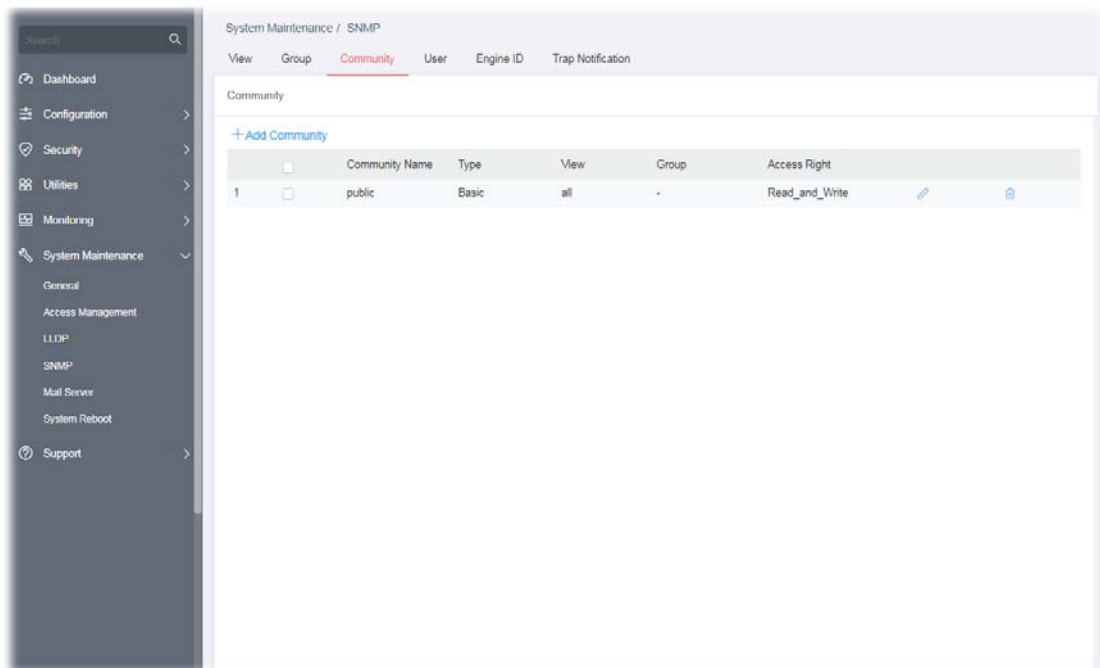 Search
Dashboard
Configuration
Security
Utilities
Monitoring
System Maintenance
General
Access Management
LLDP
SNMP
Mail Server
System Reboot
Support
System Maintenance / SNMP
View Group Community User Engine ID Trap Notification
Community
+Add Community
Community Name Type View Group Access Right
1 public Basic all - Read_and_Write